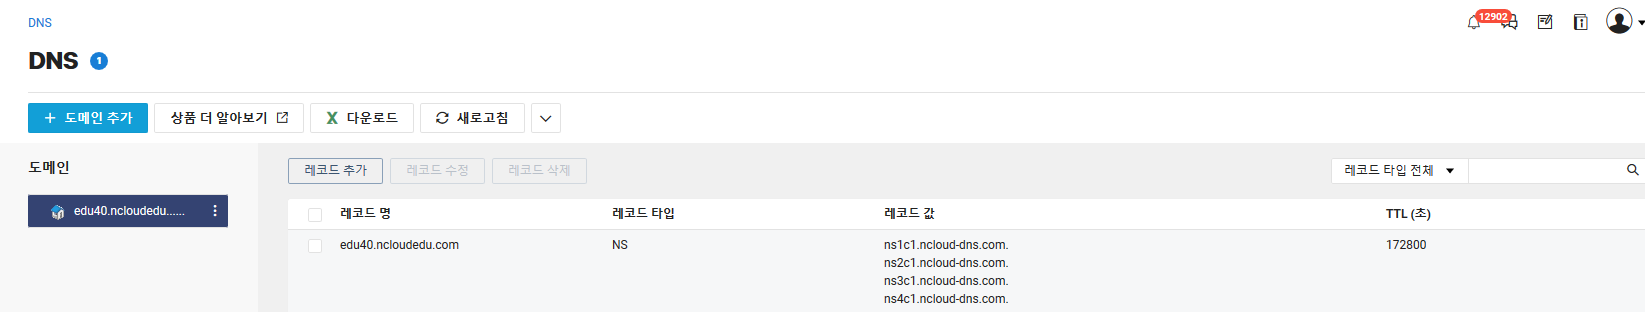 DNS
12902
DNS 1
+ 도메인 추가 상품 더 알아보기 다운로드 새로고침
도메인 레코드 추가 레코드 수정 레코드 삭제 레코드 타입 전체
edu40.ncloudedu...... 레코드 명 레코드 타입 레코드 값 TTL (초)
edu40.ncloudedu.com NS ns1c1.ncloud-dns.com. 172800
ns2c1.ncloud-dns.com.
ns3c1.ncloud-dns.com.
ns4c1.ncloud-dns.com.